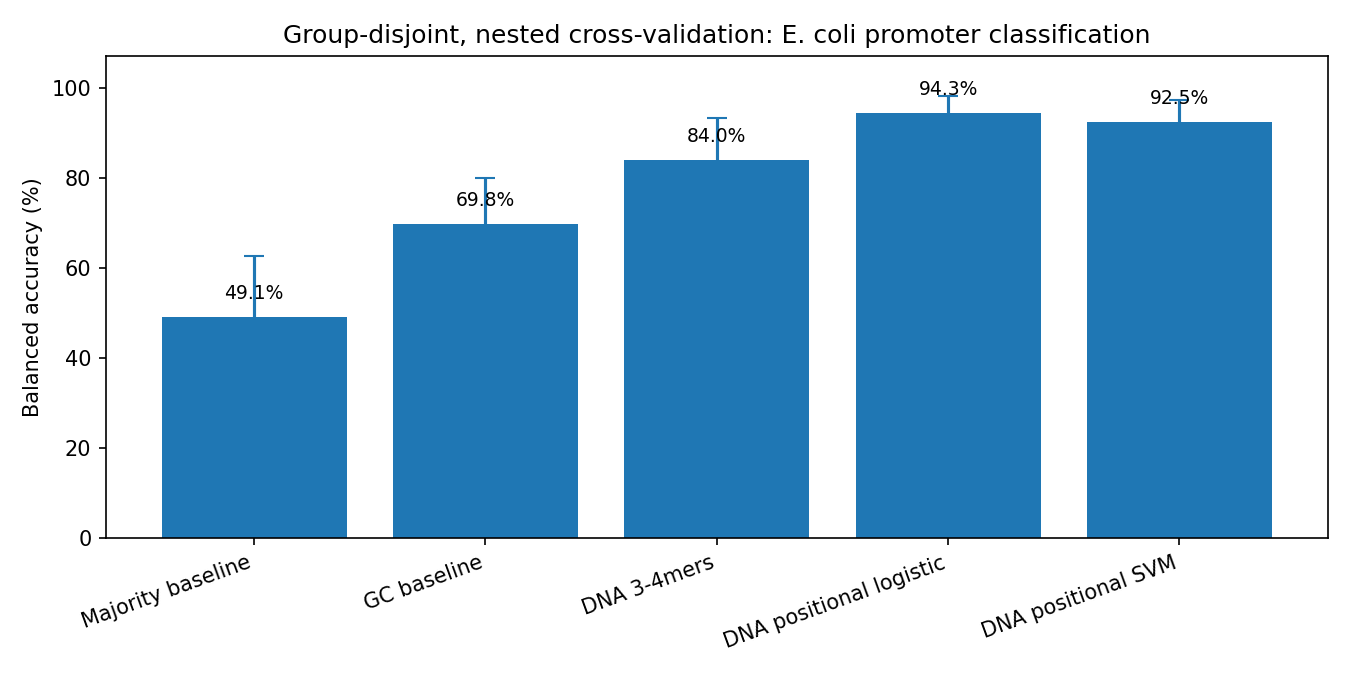 Group-disjoint, nested cross-validation: E. coli promoter classification
Balanced accuracy (%)
100
80
60
40
20
0
49.1%
69.8%
84.0%
94.3%
92.5%
Majority baseline
GC baseline
DNA 3-4mers
DNA positional logistic
DNA positional SVM